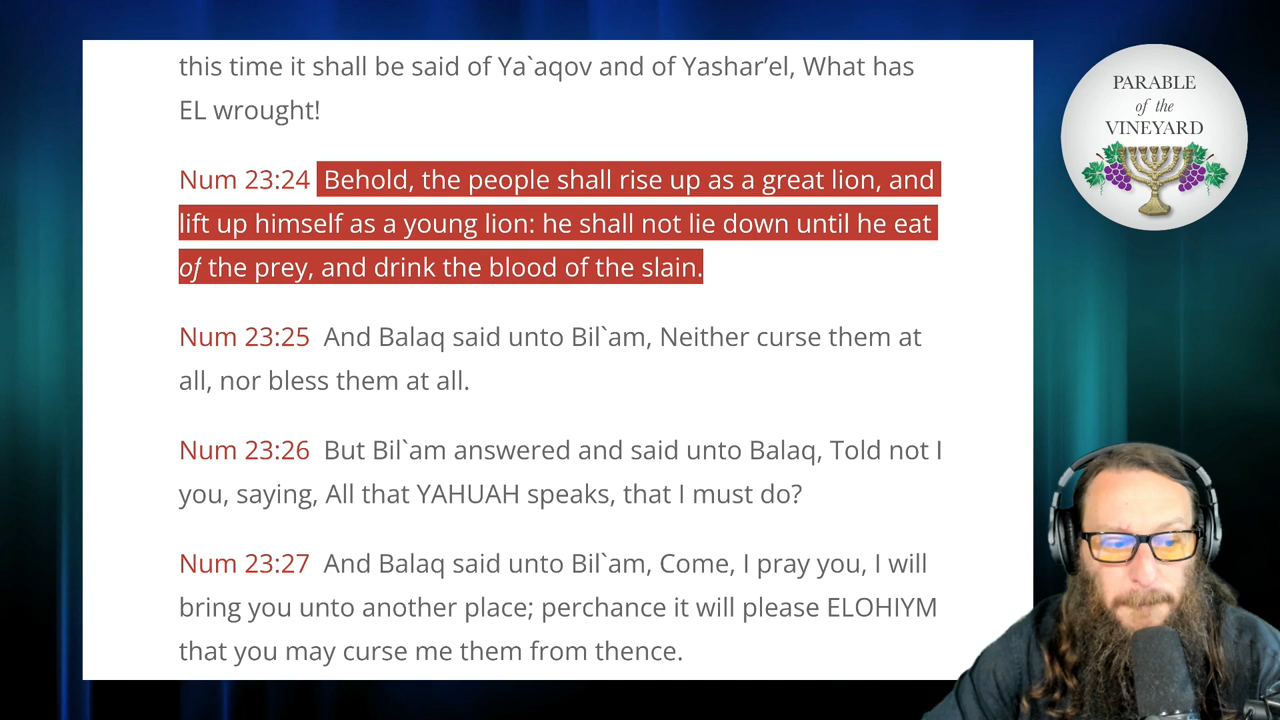 this time it shall be said of Ya`aqov and of Yashar’el, What has
EL wrought!
Num 23:24 Behold, the people shall rise up as a great lion, and
lift up himself as a young lion: he shall not lie down until he eat
of the prey, and drink the blood of the slain.
Num 23:25 And Balaq said unto Bil`am, Neither curse them at
all, nor bless them at all.
Num 23:26 But Bil`am answered and said unto Balaq, Told not I
you, saying, All that YAHUAH speaks, that I must do?
Num 23:27 And Balaq said unto Bil`am, Come, I pray you, I will
bring you unto another place; perchance it will please ELOHIYM
that you may curse me them from thence.
PARABLE
of the
VINEYARD